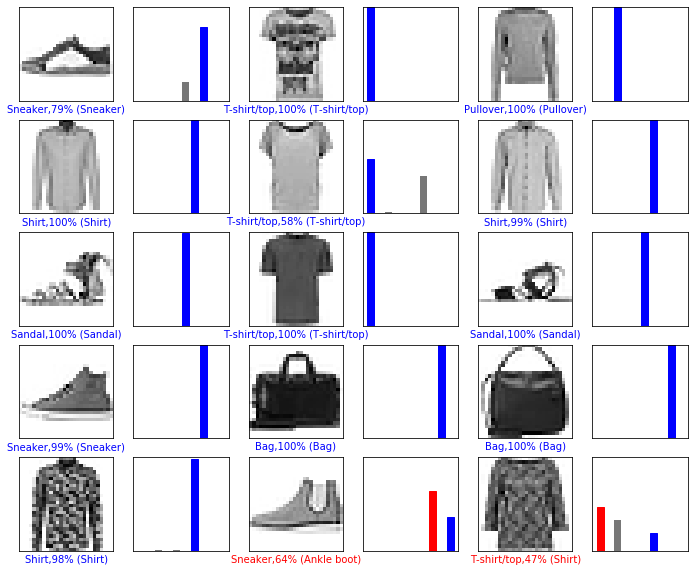 Sneaker,79% (Sneaker)
T-shirt/top,100% (T-shirt/top)
Pullover,100% (Pullover)
Shirt,100% (Shirt)
T-shirt/top,58% (T-shirt/top)
Shirt,99% (Shirt)
Sandal,100% (Sandal)
T-shirt/top,100% (T-shirt/top)
Sandal,100% (Sandal)
Sneaker,99% (Sneaker)
Bag,100% (Bag)
Bag,100% (Bag)
Shirt,98% (Shirt)
Sneaker,64% (Ankle boot)
T-shirt/top,47% (Shirt)